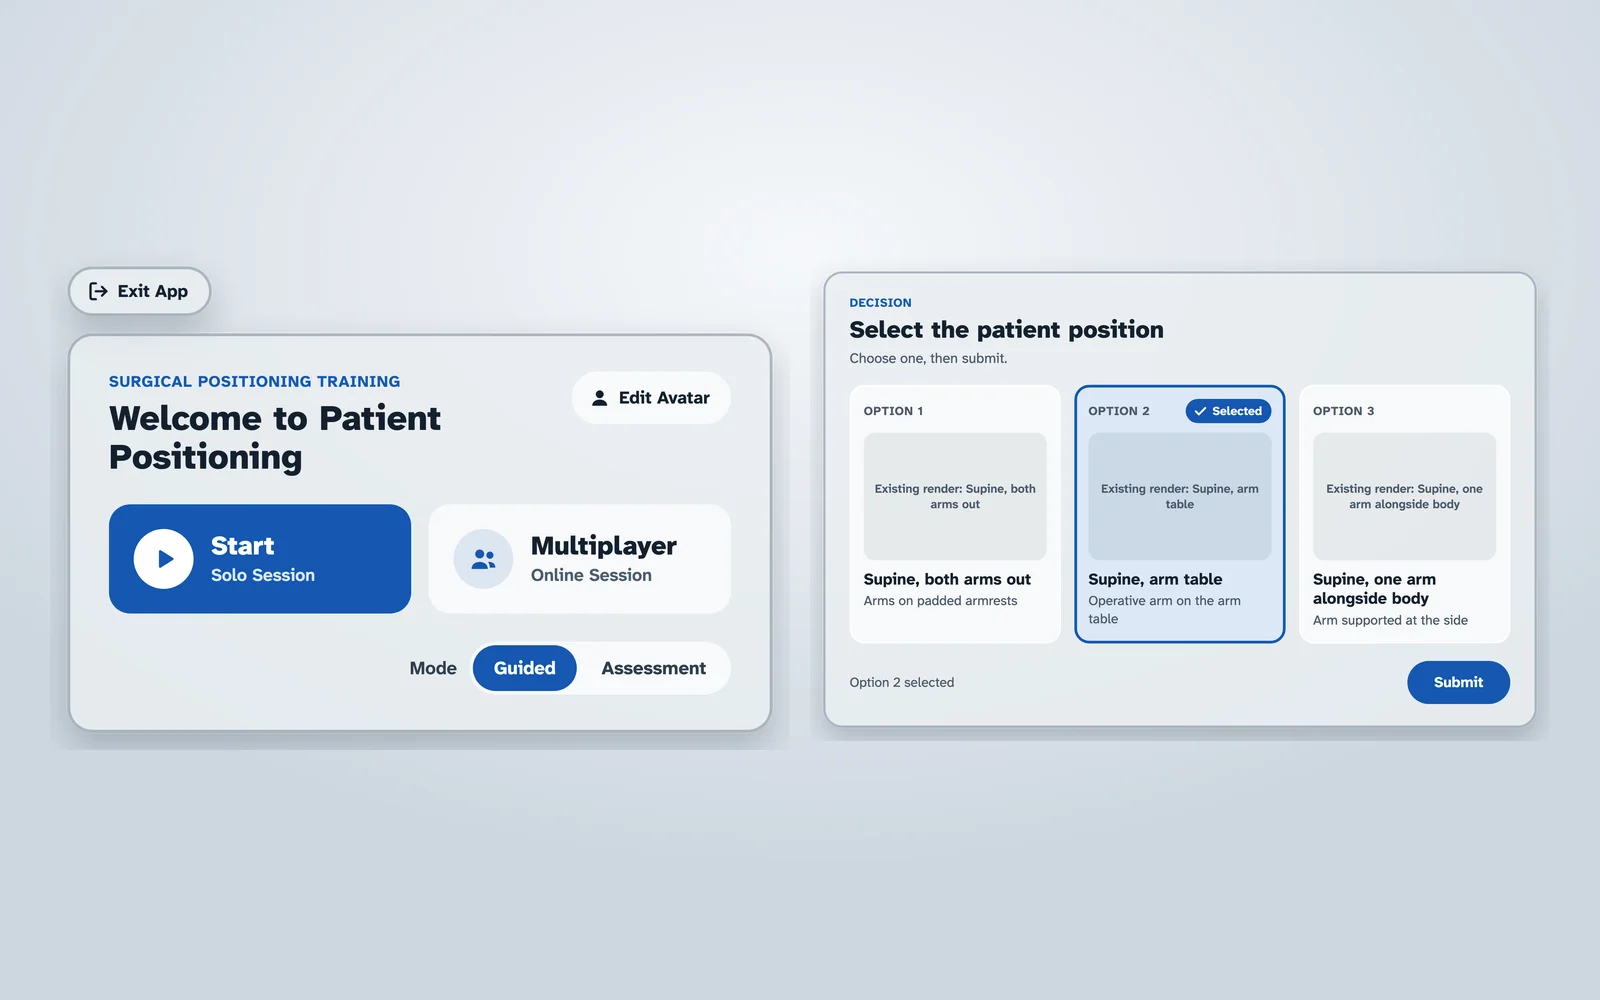 Exit App
SURGICAL POSITIONING TRAINING
Welcome to Patient
Positioning
Edit Avatar
Start
Solo Session
Multiplayer
Online Session
Mode
Guided
Assessment
DECISION
Select the patient position
Choose one, then submit.
OPTION 1
Existing render: Supine, both
arms out
Supine, both arms out
Arms on padded armrests
OPTION 2
Selected
Existing render: Supine, arm
table
Supine, arm table
Operative arm on the arm
table
OPTION 3
Existing render: Supine, one
arm alongside body
Supine, one arm
alongside body
Arm supported at the side
Option 2 selected
Submit